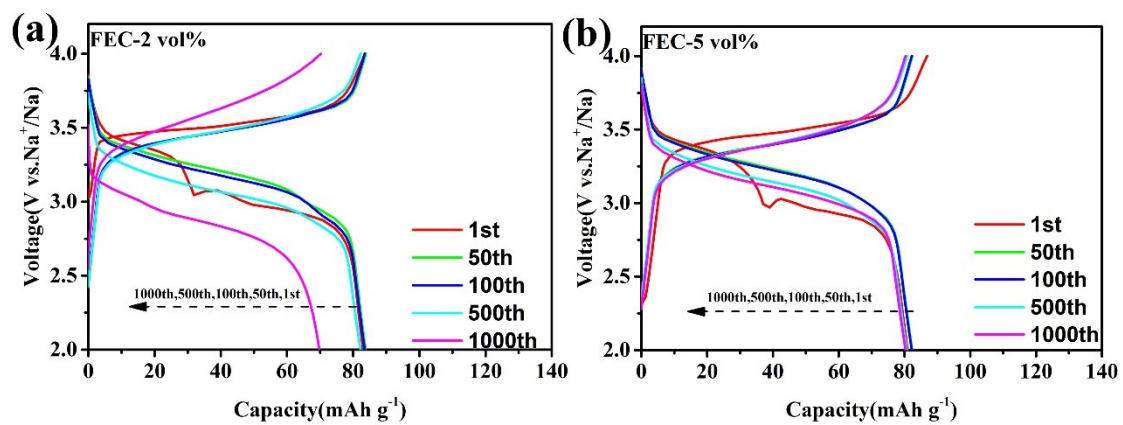 (a)
FEC-2 vol%
4.0
3.5
3.0
2.5
2.0
Voltage(V vs.Na⁺/Na)
1st
50th
100th
500th
1000th
1000th,500th,100th,50th,1st
0 20 40 60 80 100 120 140
Capacity(mAh g⁻¹)
(b)
FEC-5 vol%
4.0
3.5
3.0
2.5
2.0
Voltage(V vs.Na⁺/Na)
1st
50th
100th
500th
1000th
1000th,500th,100th,50th,1st
0 20 40 60 80 100 120 140
Capacity(mAh g⁻¹)